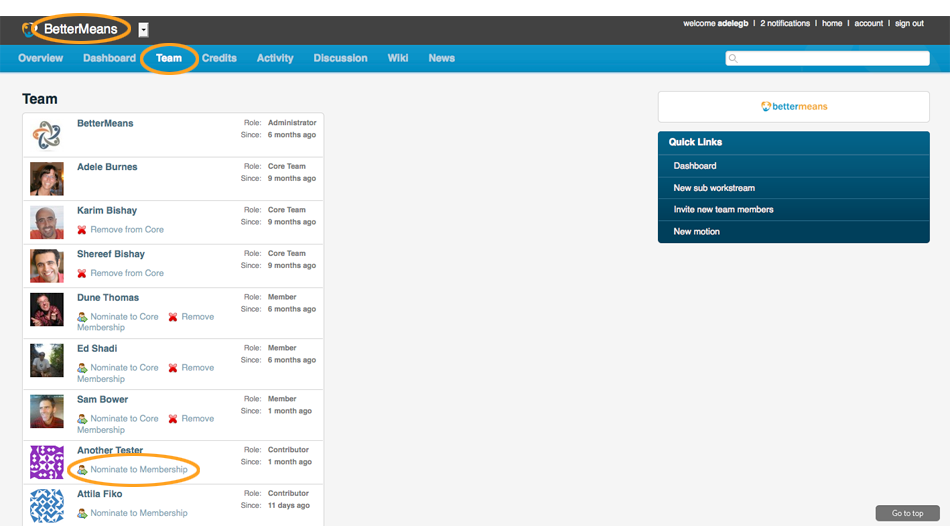 BetterMeans
welcome adelegb | 2 notifications | home | account | sign out
Overview Dashboard Team Credits Activity Discussion Wiki News
Team
BetterMeans Role: Administrator
Since: 6 months ago
Adele Burnes Role: Core Team
Since: 9 months ago
Karim Bishay Role: Core Team
Since: 9 months ago
Remove from Core
Shereef Bishay Role: Core Team
Since: 9 months ago
Remove from Core
Dune Thomas Role: Member
Since: 6 months ago
Nominate to Core Remove
Membership
Ed Shadi Role: Member
Since: 6 months ago
Nominate to Core Remove
Membership
Sam Bower Role: Member
Since: 1 month ago
Nominate to Core Remove
Membership
Another Tester Role: Contributor
Since: 1 month ago
Nominate to Membership
Attila Fiko Role: Contributor
Since: 11 days ago
Nominate to Membership
bettermeans
Quick Links
Dashboard
New sub workstream
Invite new team members
New motion
Go to top